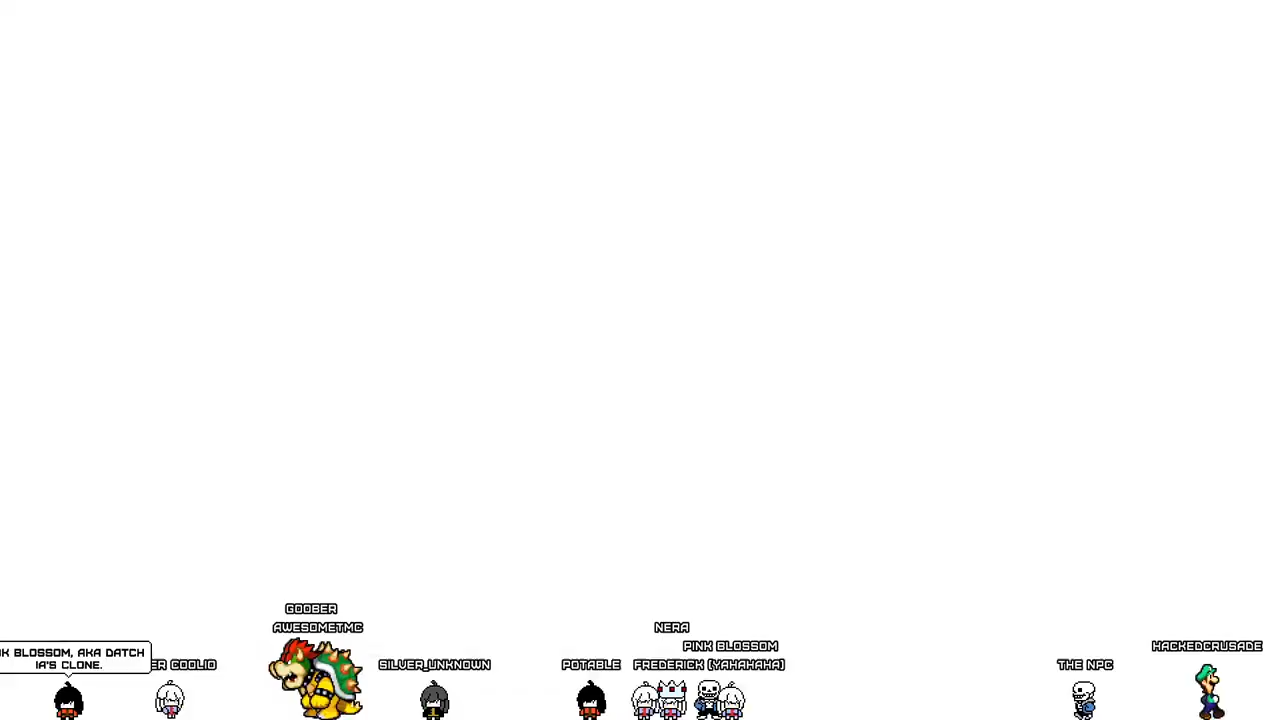 GOOBER
AWESOMETMC
NERA
PINK BLOSSOM
HACKEDCRUSADE
K BLOSSOM, AKA DATCH
IA'S CLONE.
ER COOLIO
SILVER_UNKNOWN
POTABLE
FREDERICK (YAHAHAHA)
THE NPC